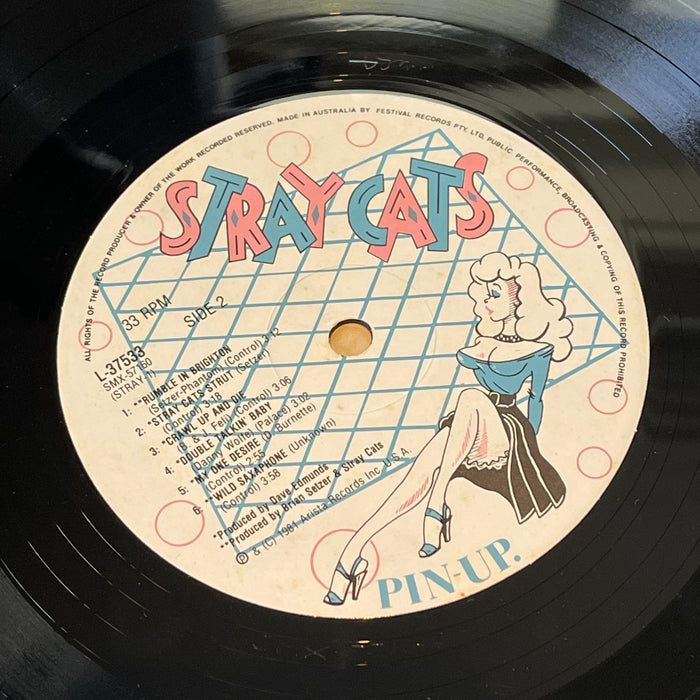 ALL RIGHTS OF THE RECORD PRODUCER & OWNER OF THE WORK RECORDED RESERVED. MADE IN AUSTRALIA BY FESTIVAL RECORDS PTY. LTD. PUBLIC PERFORMANCE, BROADCASTING & COPYING OF THIS RECORD PROHIBITED
STRAY CATS
33 RPM SIDE 2
L-37533
SMX-57
(STRAY
1: *RUMBLE IN BRIGHTON
(Setzer-Phantom) (Control) 3.12
2: *STRAY CATS STRUT (Setzer)
(Control) 3.18
3: *CRAWL UP AND DIE
Felix) (Control) 3.06
4: *DOUBLE TALKIN' BABY
Danny Wolfe) (Palace) 3.02
5: *MY ONE DESIRE (D. Burnette)
(Control) 2.55
6: *WILD SAXAPHONE (Unknown)
(Control) 3.58
*Produced by Dave Edmunds
**Produced by Brian Setzer & Stray Cats
℗ & (C) 1981 Arista Records Inc. U.S.A.
PIN-UP.